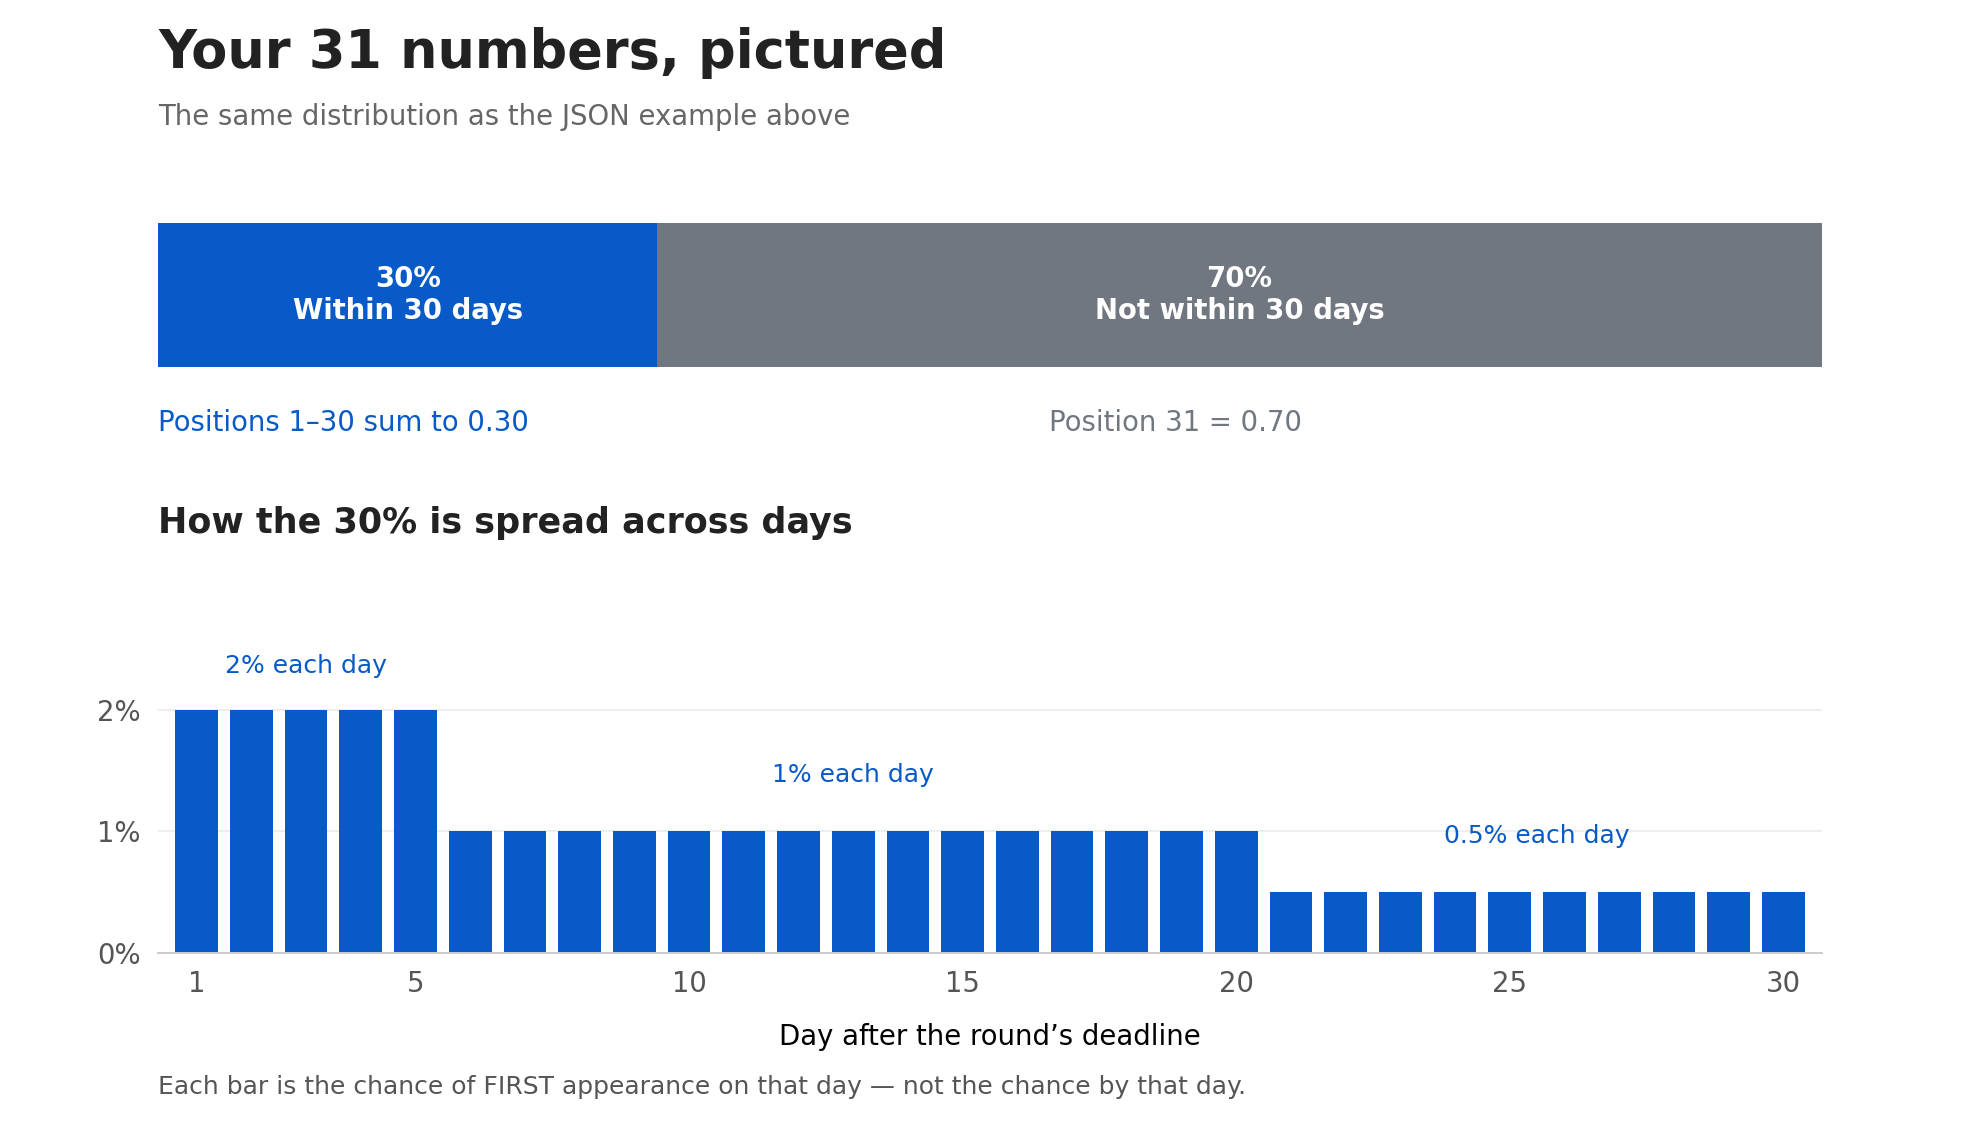 Your 31 numbers, pictured
The same distribution as the JSON example above
30%
Within 30 days
70%
Not within 30 days
Positions 1–30 sum to 0.30
Position 31 = 0.70
How the 30% is spread across days
2% each day
1% each day
0.5% each day
2%
1%
0%
1 5 10 15 20 25 30
Day after the round’s deadline
Each bar is the chance of FIRST appearance on that day — not the chance by that day.